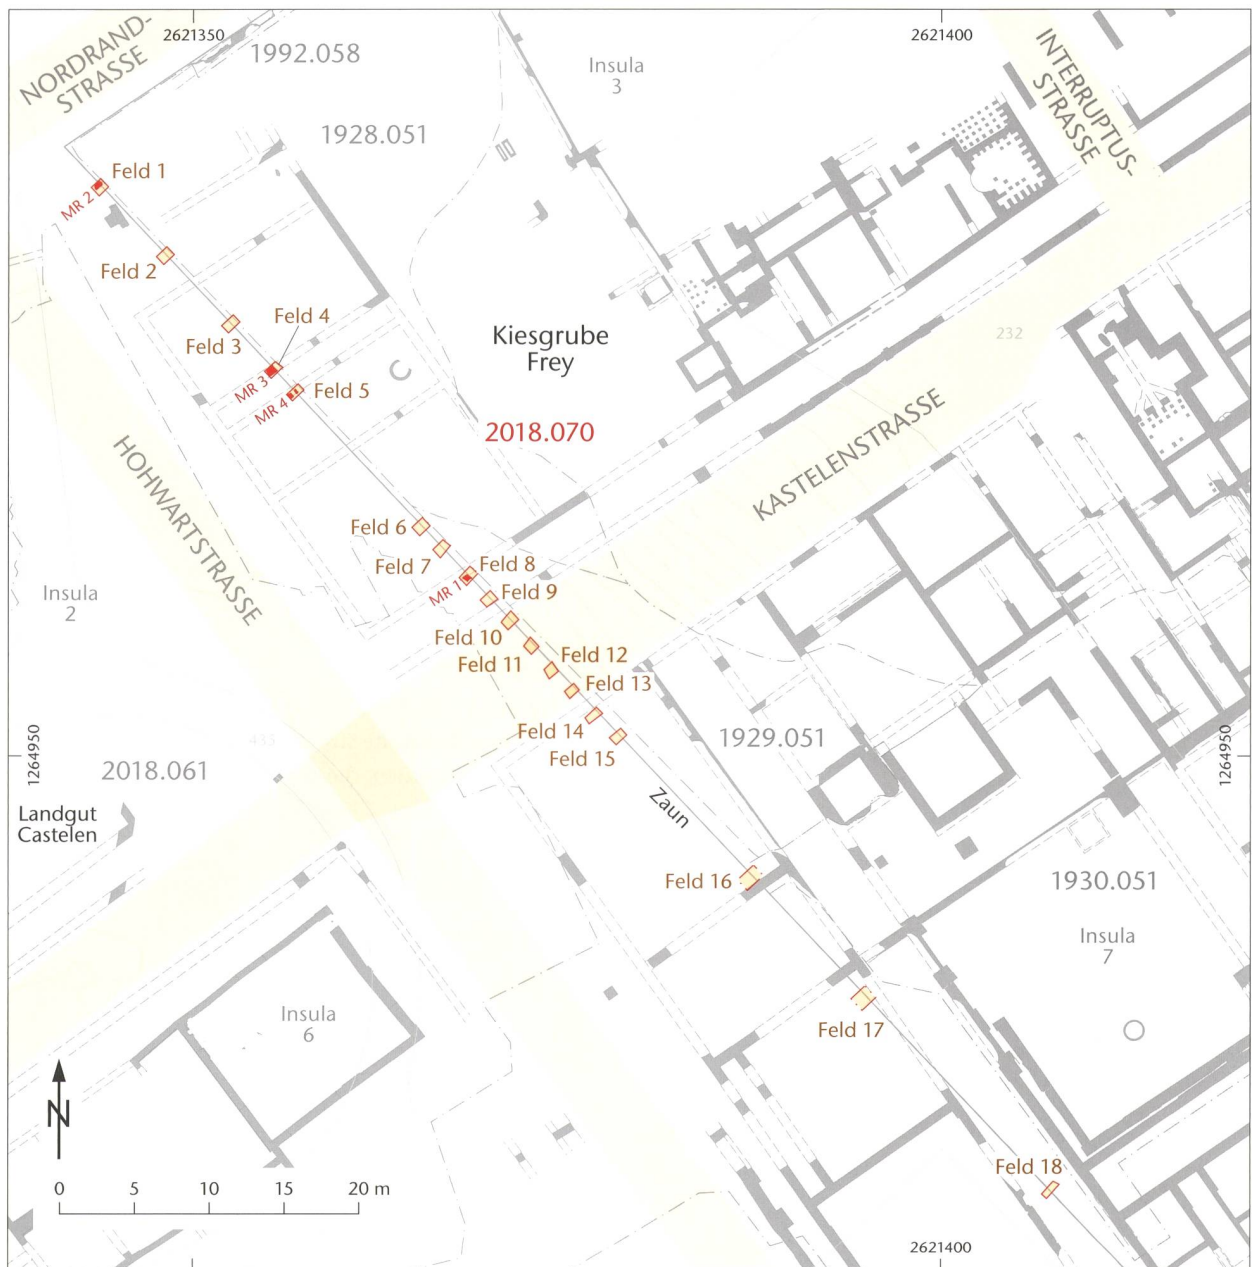 2621350
2621400
NORDRAND-
STRASSE
1992.058
Insula
3
INTERRUPTUS-
STRASSE
1928.051
Feld 1
MR 2
Feld 2
Feld 3
Feld 4
MR 3
Feld 5
MR 4
Kiesgrube
Frey
232
2018.070
KASTELENSTRASSE
HOHWARTSTRASSE
Feld 6
Feld 7
Feld 8
MR 1
Feld 9
Insula
2
Feld 10
Feld 11
Feld 12
Feld 13
Feld 14
Feld 15
1264950
435
1929.051
1264950
2018.061
Landgut
Castelen
Zaun
Feld 16
1930.051
Insula
7
Insula
6
Feld 17
N
Feld 18
0 5 10 15 20 m
2621400